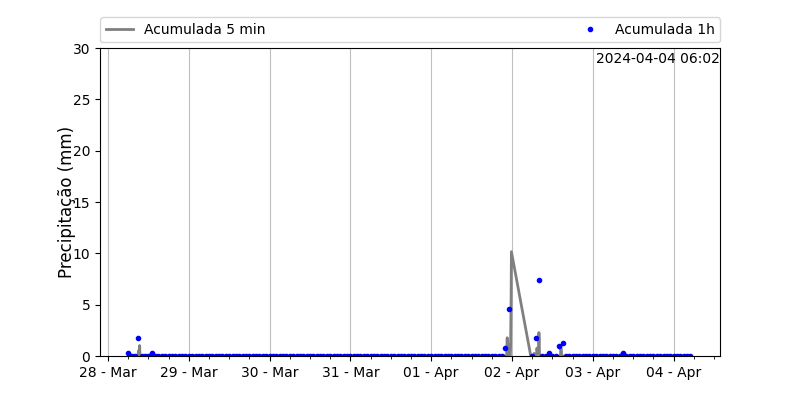 Acumulada 5 min
Acumulada 1h
2024-04-04 06:02
Precipitação (mm)
30
25
20
15
10
5
0
28 - Mar
29 - Mar
30 - Mar
31 - Mar
01 - Apr
02 - Apr
03 - Apr
04 - Apr